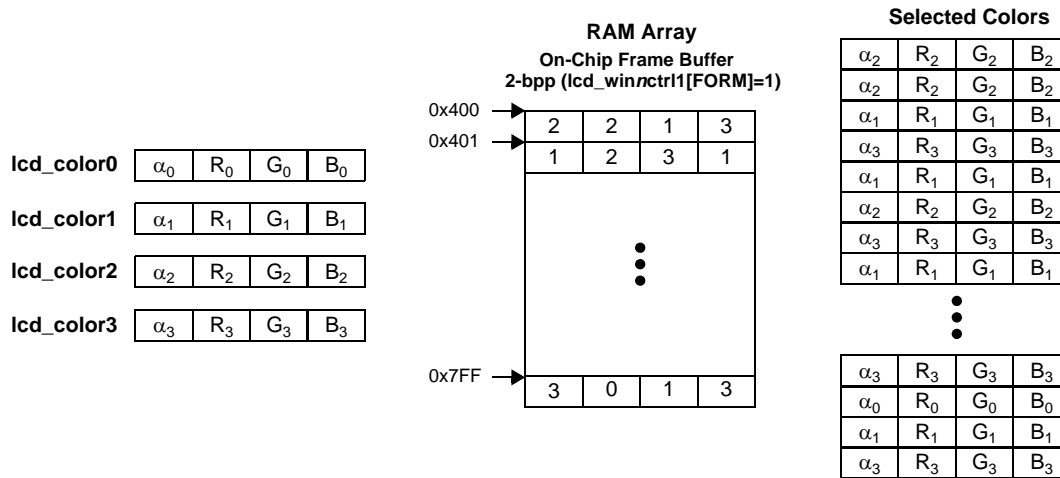 Selected Colors
RAM Array
On-Chip Frame Buffer
2-bpp (lcd_winnctrl1[FORM]=1)
lcd_color0 α0 R0 G0 B0
lcd_color1 α1 R1 G1 B1
lcd_color2 α2 R2 G2 B2
lcd_color3 α3 R3 G3 B3
0x400
2 2 1 3
0x401
1 2 3 1
0x7FF
3 0 1 3
α2 R2 G2 B2
α2 R2 G2 B2
α1 R1 G1 B1
α3 R3 G3 B3
α1 R1 G1 B1
α2 R2 G2 B2
α3 R3 G3 B3
α1 R1 G1 B1
α3 R3 G3 B3
α0 R0 G0 B0
α1 R1 G1 B1
α3 R3 G3 B3